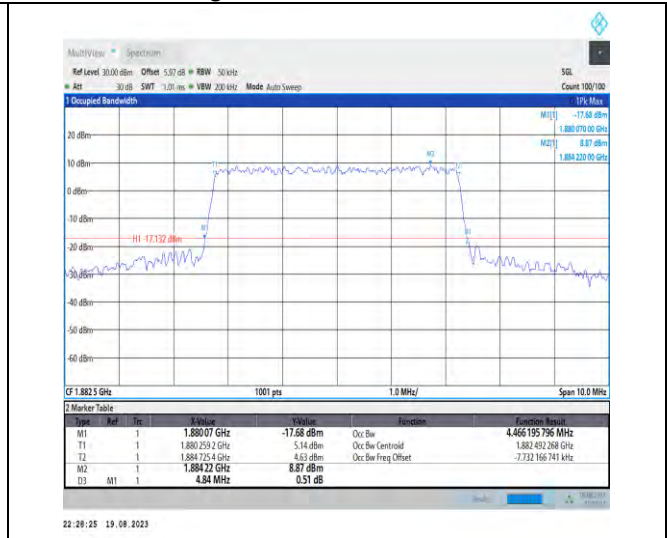 MultiView Spectrum
Ref Level 30.00 dBm Offset 5.97 dB RBW 50 kHz SGL
Att 30 dB SWT 1.01 ms VBW 200 kHz Mode Auto Sweep Count 100/100
1 Occupied Bandwidth 1Pk Max
M1[1] -17.68 dBm
1.880 070 00 GHz
20 dBm
M2[1] 8.87 dBm
1.884 220 00 GHz
M2
10 dBm
T1
0 dBm
-10 dBm
M1
H1 -17.132 dBm
-20 dBm
-30 dBm
-40 dBm
-50 dBm
-60 dBm
CF 1.882 5 GHz 1001 pts 1.0 MHz/ Span 10.0 MHz
2 Marker Table
Type Ref Trc X-Value Y-Value Function Function Result
M1 1 1.880 07 GHz -17.68 dBm Occ Bw 4.466 195 796 MHz
T1 1 1.880 259 2 GHz 5.14 dBm Occ Bw Centroid 1.882 492 268 GHz
T2 1 1.884 725 4 GHz 4.63 dBm Occ Bw Freq Offset -7.732 166 741 kHz
M2 1 1.884 22 GHz 8.87 dBm
D3 M1 1 4.84 MHz 0.51 dB
22:28:25 19.08.2023